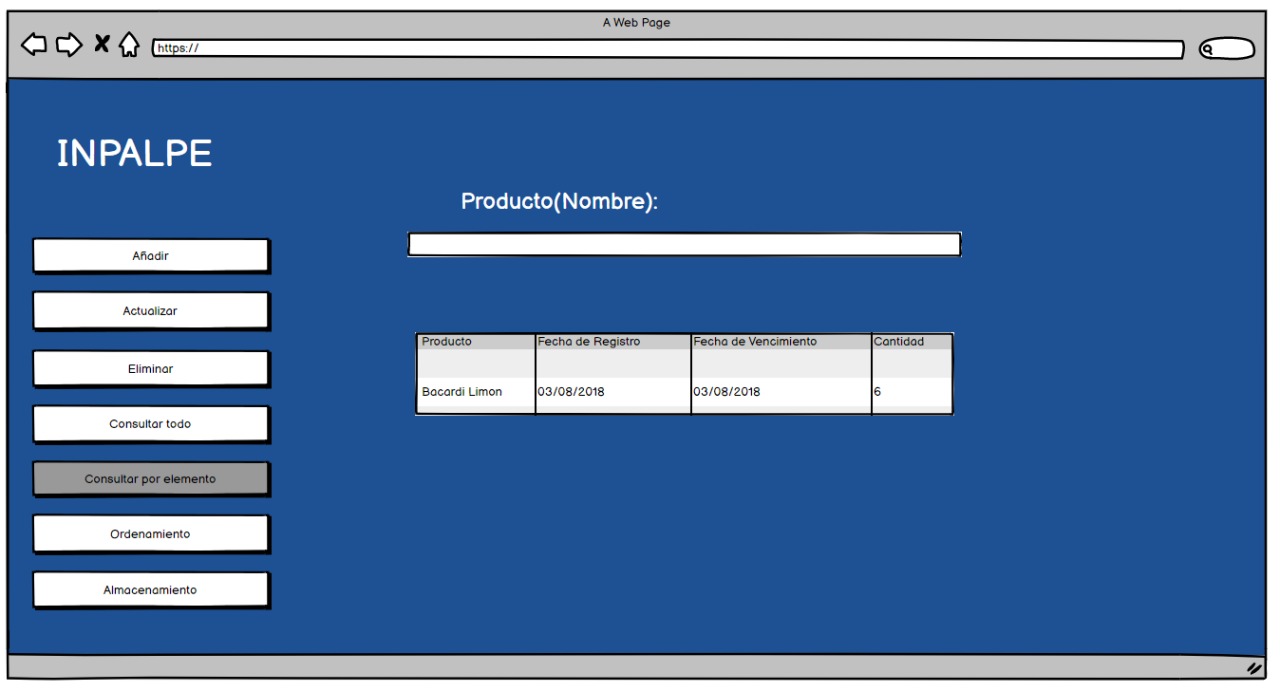 A Web Page
https://
INPALPE
Producto(Nombre):
Añadir
Actualizar
Eliminar
Consultar todo
Consultar por elemento
Ordenamiento
Almacenamiento
Producto Fecha de Registro Fecha de Vencimiento Cantidad
Bacardi Limon 03/08/2018 03/08/2018 6